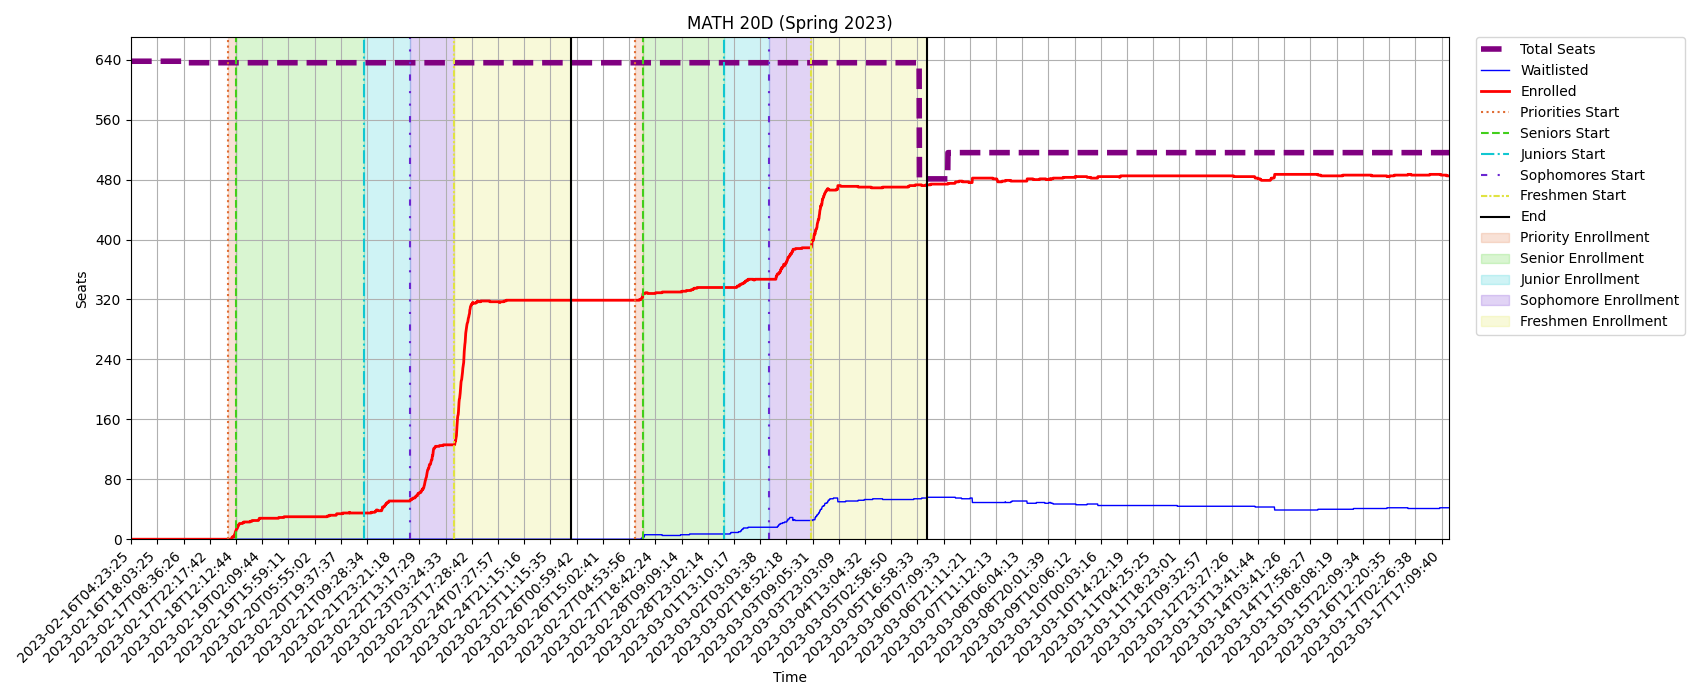 MATH 20D (Spring 2023)
Seats
640
560
480
400
320
240
160
80
0
2023-02-16T04:23:25
2023-02-16T18:03:25
2023-02-17T08:36:26
2023-02-17T22:17:42
2023-02-18T12:12:44
2023-02-19T02:09:44
2023-02-19T15:59:11
2023-02-20T05:55:02
2023-02-20T19:37:37
2023-02-21T09:28:34
2023-02-21T23:21:18
2023-02-22T13:17:29
2023-02-23T03:24:33
2023-02-23T17:28:42
2023-02-24T07:27:57
2023-02-24T21:15:16
2023-02-25T11:15:35
2023-02-26T00:59:42
2023-02-26T15:02:41
2023-02-27T04:53:56
2023-02-27T18:42:24
2023-02-28T09:09:14
2023-02-28T23:02:14
2023-03-01T13:10:17
2023-03-02T03:03:38
2023-03-02T18:52:18
2023-03-03T09:05:31
2023-03-03T23:03:09
2023-03-04T13:04:32
2023-03-05T02:58:50
2023-03-05T16:58:33
2023-03-06T07:09:33
2023-03-06T21:11:21
2023-03-07T11:12:13
2023-03-08T06:04:13
2023-03-08T20:01:39
2023-03-09T10:06:12
2023-03-10T00:03:16
2023-03-10T14:22:19
2023-03-11T04:25:25
2023-03-11T18:23:01
2023-03-12T09:32:57
2023-03-12T23:27:26
2023-03-13T13:41:44
2023-03-14T03:41:26
2023-03-14T17:58:27
2023-03-15T08:08:19
2023-03-15T22:09:34
2023-03-16T12:20:35
2023-03-17T02:26:38
2023-03-17T17:09:40
Time
Total Seats
Waitlisted
Enrolled
Priorities Start
Seniors Start
Juniors Start
Sophomores Start
Freshmen Start
End
Priority Enrollment
Senior Enrollment
Junior Enrollment
Sophomore Enrollment
Freshmen Enrollment